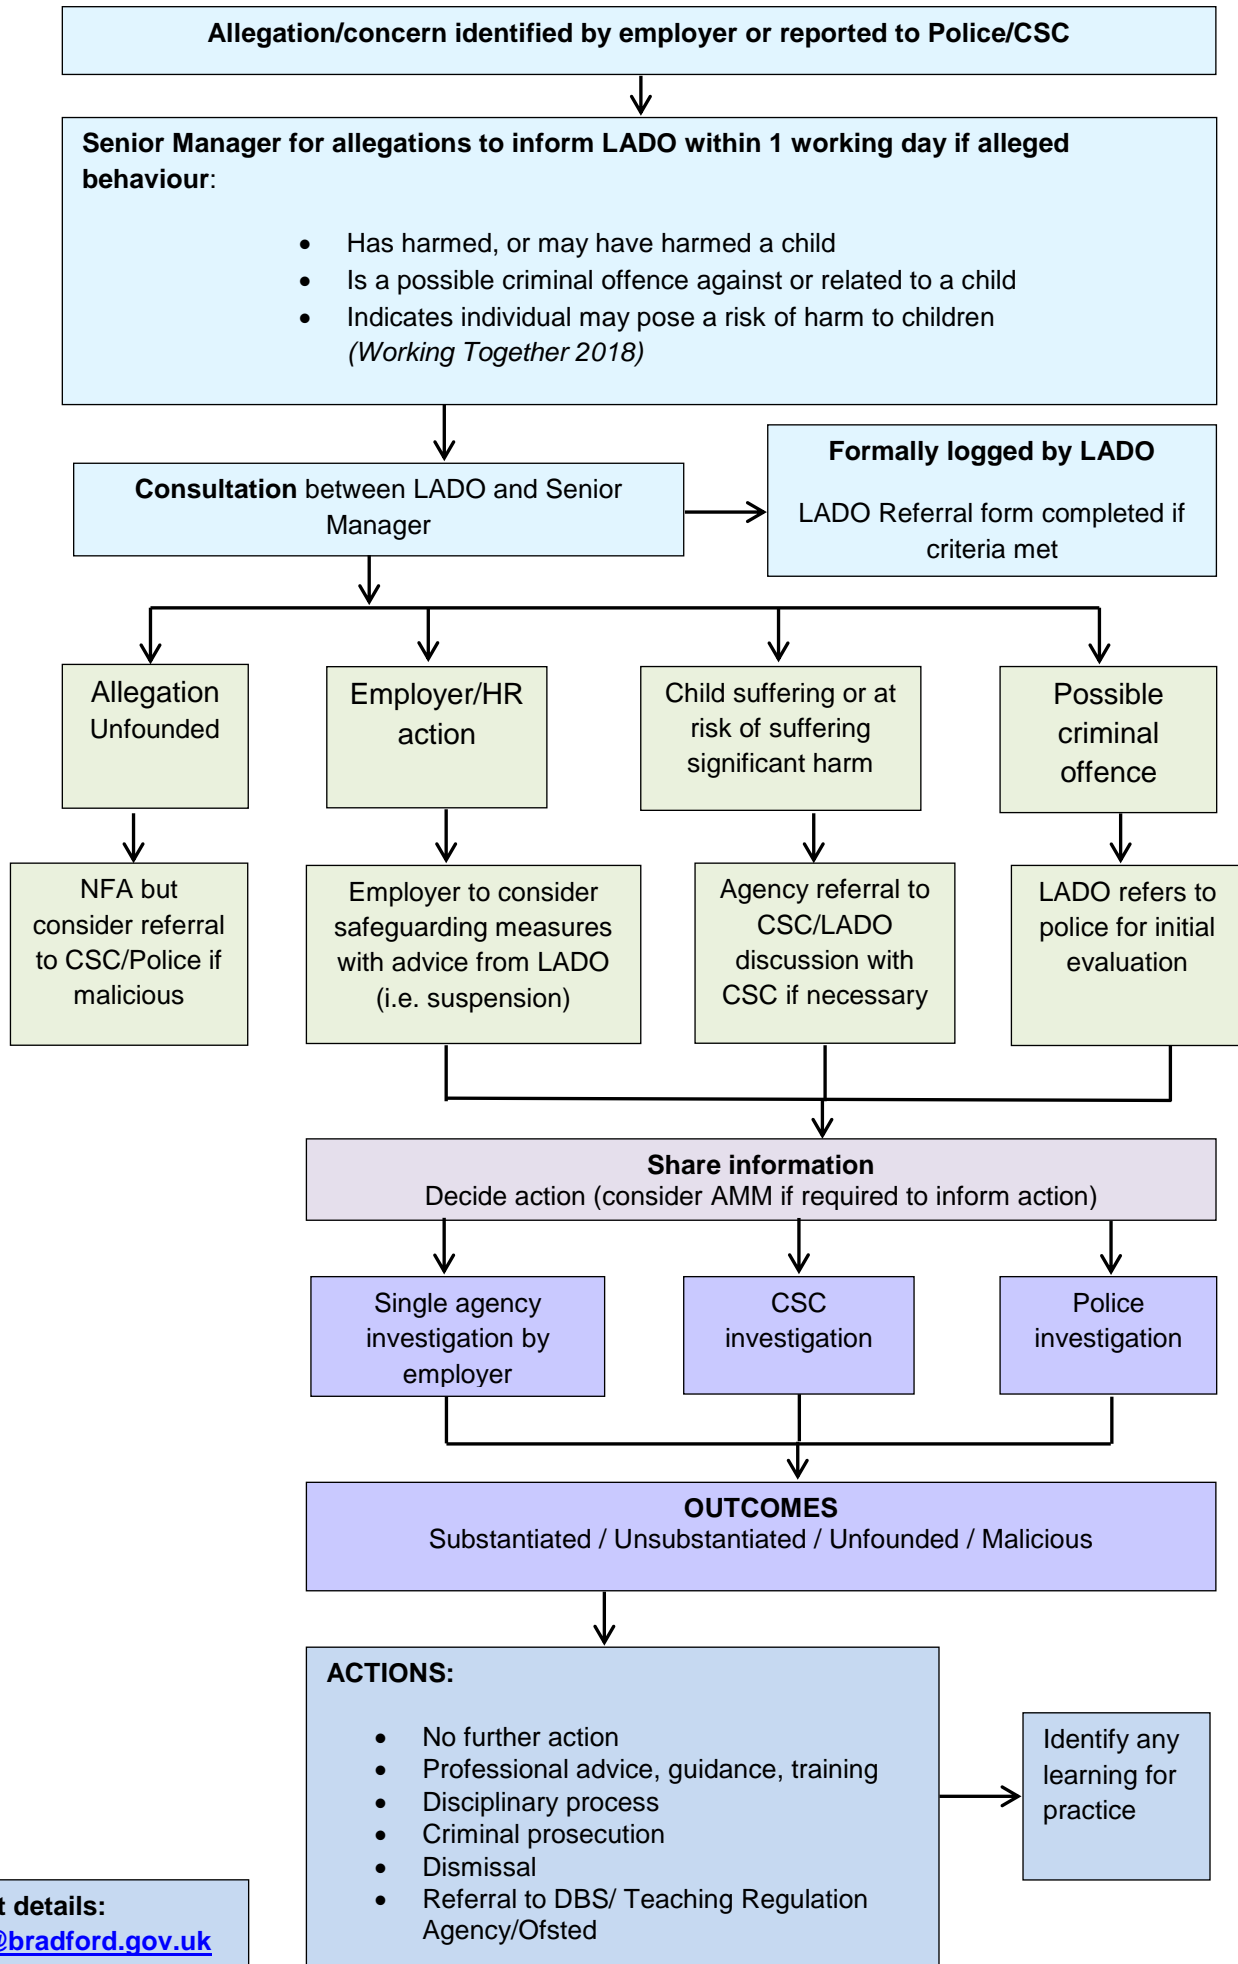 Allegation/concern identified by employer or reported to Police/CSC
Senior Manager for allegations to inform LADO within 1 working day if alleged
behaviour:
• Has harmed, or may have harmed a child
• Is a possible criminal offence against or related to a child
• Indicates individual may pose a risk of harm to children
(Working Together 2018)
Consultation between LADO and Senior
Manager
Formally logged by LADO
LADO Referral form completed if
criteria met
Allegation
Unfounded
Employer/HR
action
Child suffering or at
risk of suffering
significant harm
Possible
criminal
offence
NFA but
consider referral
to CSC/Police if
malicious
Employer to consider
safeguarding measures
with advice from LADO
(i.e. suspension)
Agency referral to
CSC/LADO
discussion with
CSC if necessary
LADO refers to
police for initial
evaluation
Share information
Decide action (consider AMM if required to inform action)
Single agency
investigation by
employer
CSC
investigation
Police
investigation
OUTCOMES
Substantiated / Unsubstantiated / Unfounded / Malicious
ACTIONS:
• No further action
• Professional advice, guidance, training
• Disciplinary process
• Criminal prosecution
• Dismissal
• Referral to DBS/ Teaching Regulation
Agency/Ofsted
Identify any
learning for
practice
details:
@bradford.gov.uk